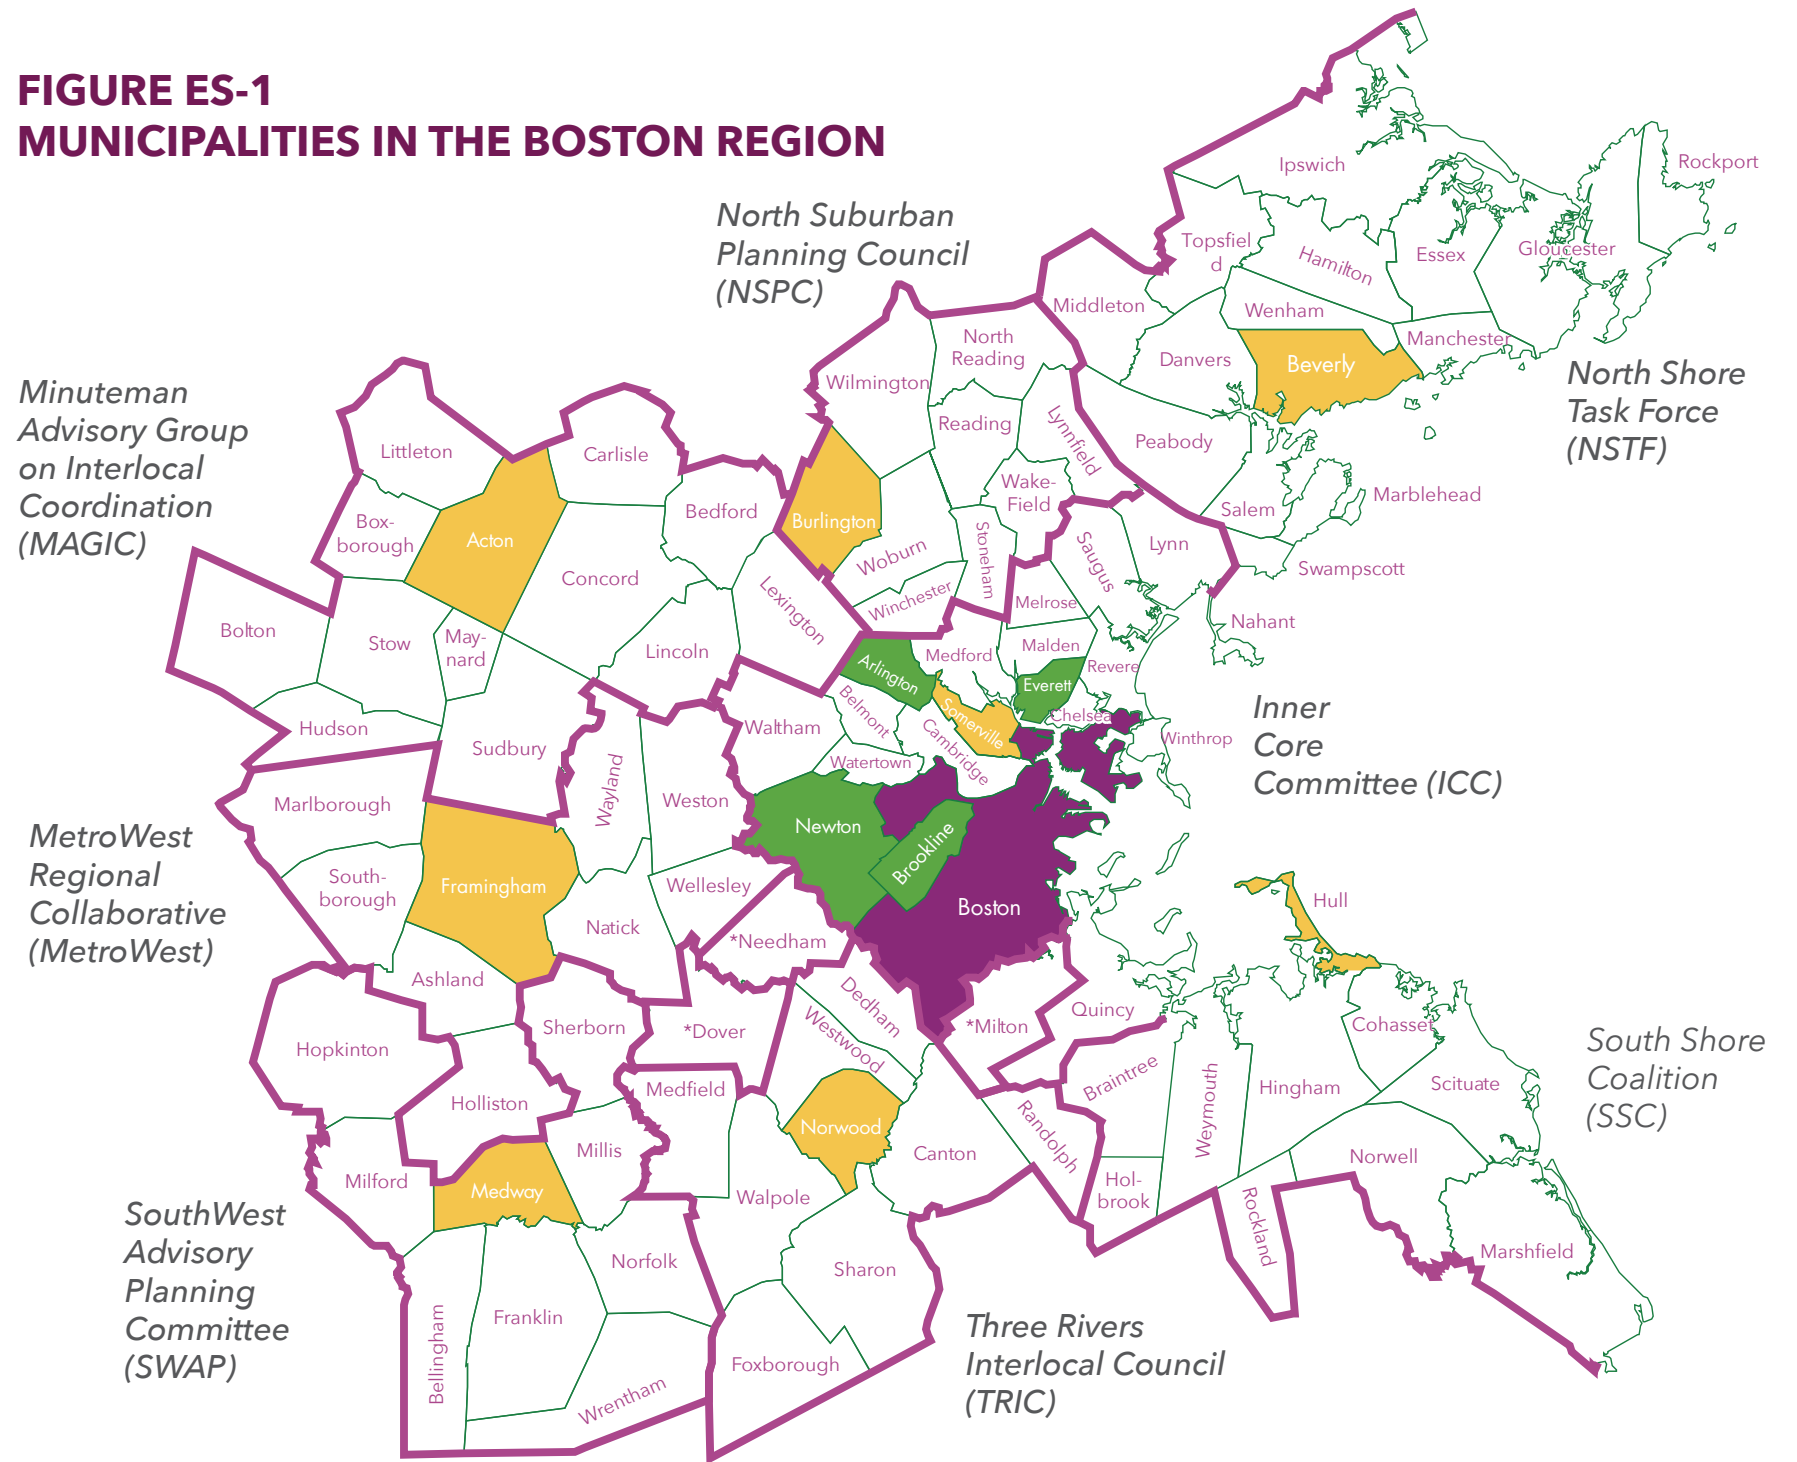 FIGURE ES-1
MUNICIPALITIES IN THE BOSTON REGION
North Suburban
Planning Council
(NSPC)
Minuteman
Advisory Group
on Interlocal
Coordination
(MAGIC)
North Shore
Task Force
(NSTF)
Inner
Core
Committee (ICC)
MetroWest
Regional
Collaborative
(MetroWest)
South Shore
Coalition
(SSC)
SouthWest
Advisory
Planning
Committee
(SWAP)
Three Rivers
Interlocal Council
(TRIC)
Rockport
Ipswich
Topsfiel
d
Hamilton
Essex
Gloucester
Middleton
Wenham
Manchester
Danvers
Beverly
Peabody
Salem
Marblehead
Swampscott
Nahant
North
Reading
Wilmington
Reading
Lynnfield
Wake-
Field
Burlington
Woburn
Stoneham
Winchester
Littleton
Carlisle
Box-
borough
Acton
Bedford
Concord
Lexington
Bolton
Stow
May-
nard
Lincoln
Hudson
Sudbury
Saugus
Lynn
Melrose
Malden
Medford
Revere
Arlington
Everett
Belmont
Somerville
Chelsea
Winthrop
Waltham
Cambridge
Watertown
Newton
Brookline
Boston
*Needham
*Milton
Quincy
Marlborough
Wayland
Weston
South-
borough
Framingham
Wellesley
Natick
Ashland
Hopkinton
Sherborn
Holliston
Milford
Medway
Millis
Bellingham
Franklin
Norfolk
Wrentham
*Dover
Medfield
Dedham
Westwood
Norwood
Canton
Randolph
Walpole
Sharon
Foxborough
Hull
Cohasset
Braintree
Weymouth
Hingham
Scituate
Hol-
brook
Norwell
Rockland
Marshfield